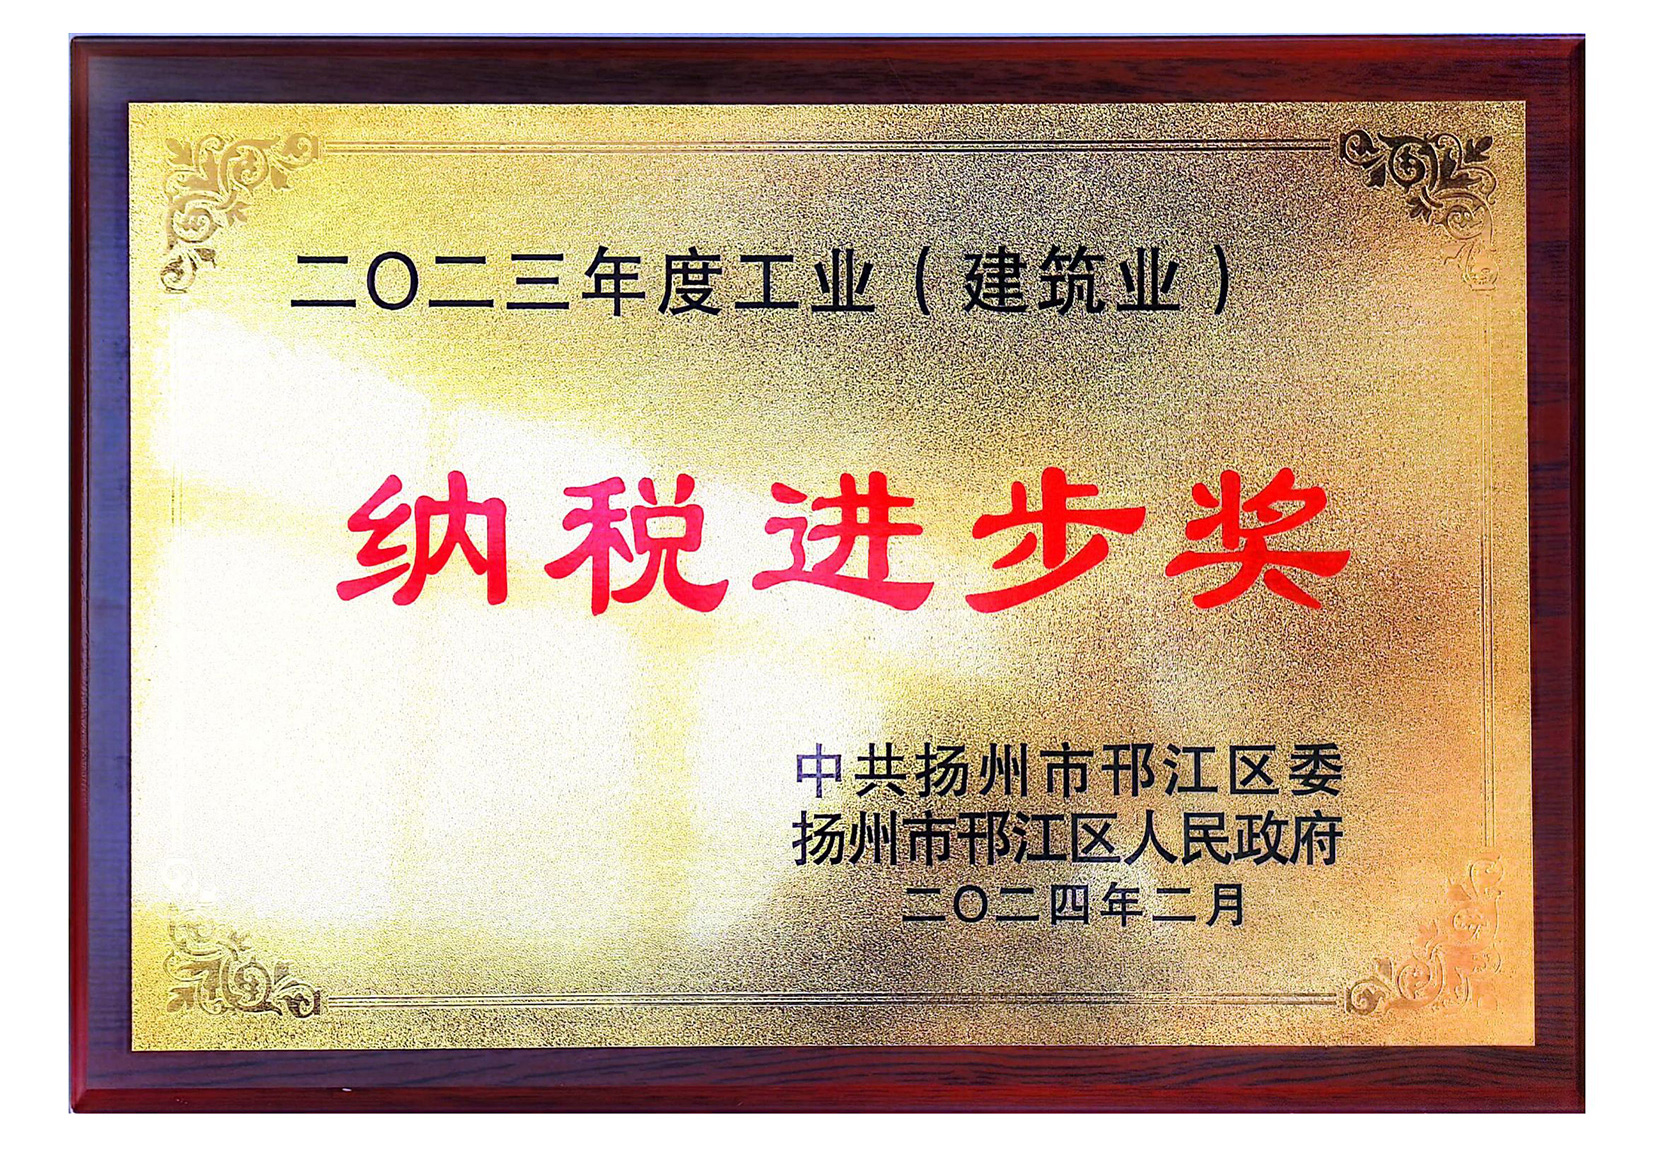 二〇二三年度工业（建筑业）
纳税进步奖
中共扬州市邗江区委
扬州市邗江区人民政府
二〇二四年二月